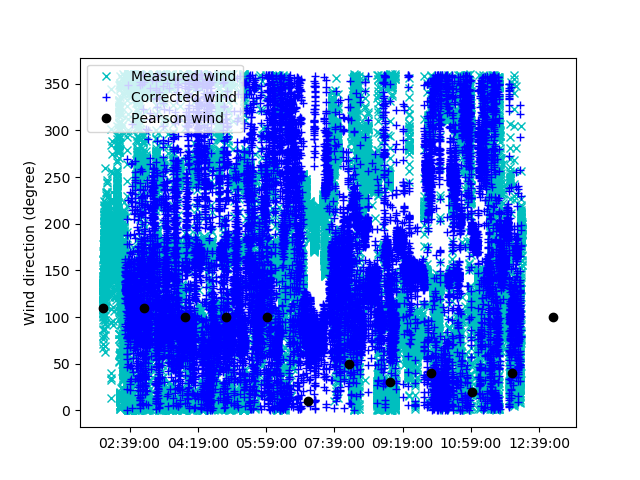 Measured wind
Corrected wind
Pearson wind
Wind direction (degree)
350
300
250
200
150
100
50
0
02:39:00 04:19:00 05:59:00 07:39:00 09:19:00 10:59:00 12:39:00